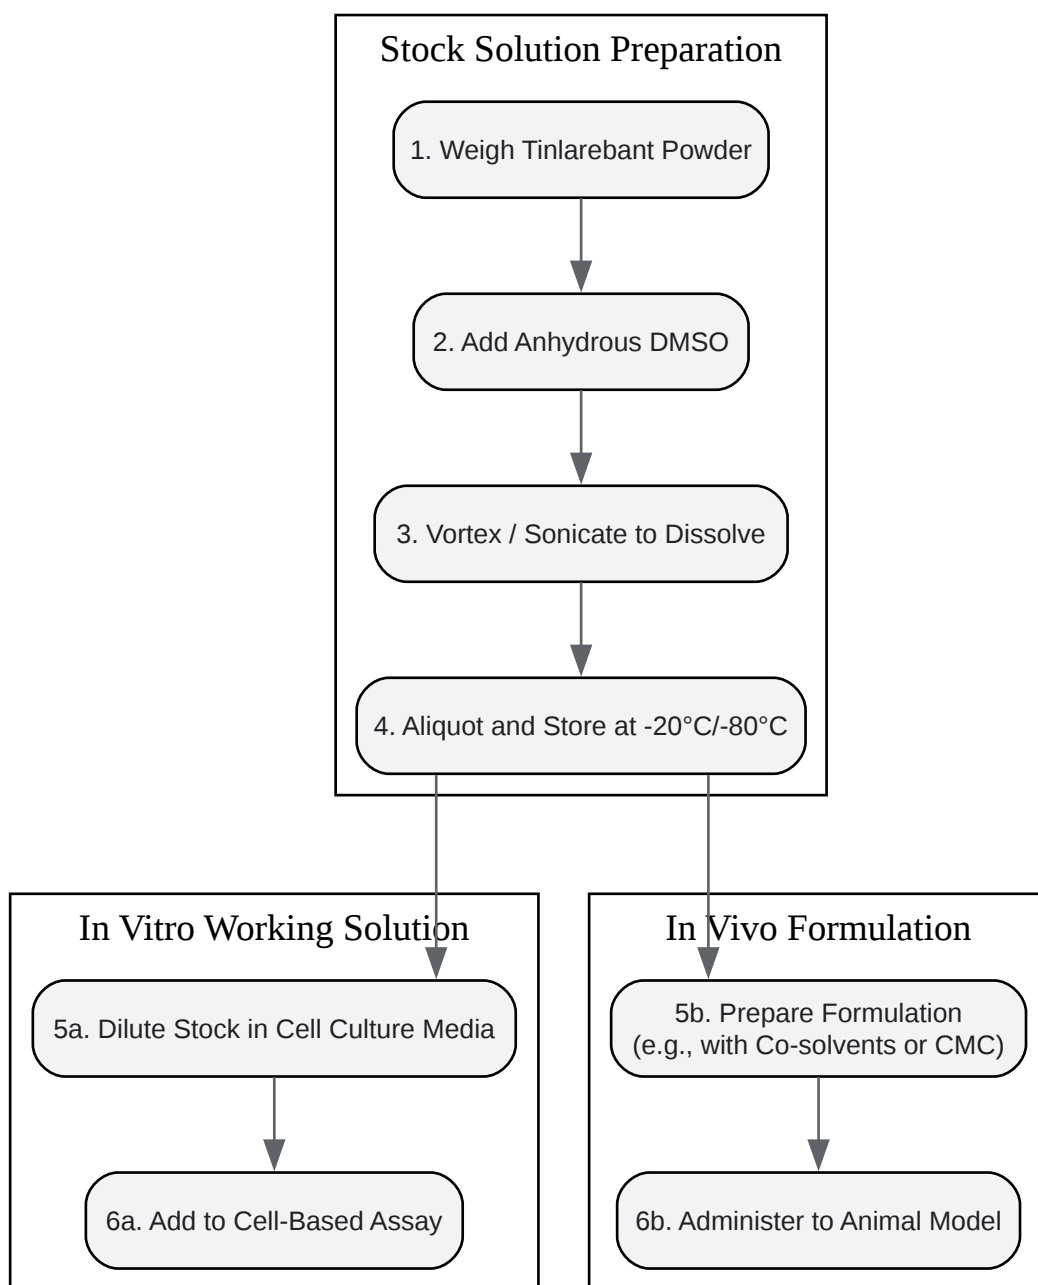 Stock Solution Preparation
1. Weigh Tinlarebant Powder
2. Add Anhydrous DMSO
3. Vortex / Sonicate to Dissolve
4. Aliquot and Store at -20°C/-80°C
In Vitro Working Solution
5a. Dilute Stock in Cell Culture Media
6a. Add to Cell-Based Assay
In Vivo Formulation
5b. Prepare Formulation
(e.g., with Co-solvents or CMC)
6b. Administer to Animal Model